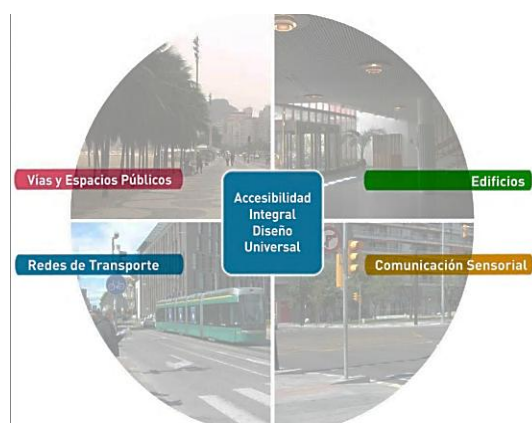 Vías y Espacios Públicos
Edificios
Accesibilidad
Integral
Diseño
Universal
Redes de Transporte
Comunicación Sensorial